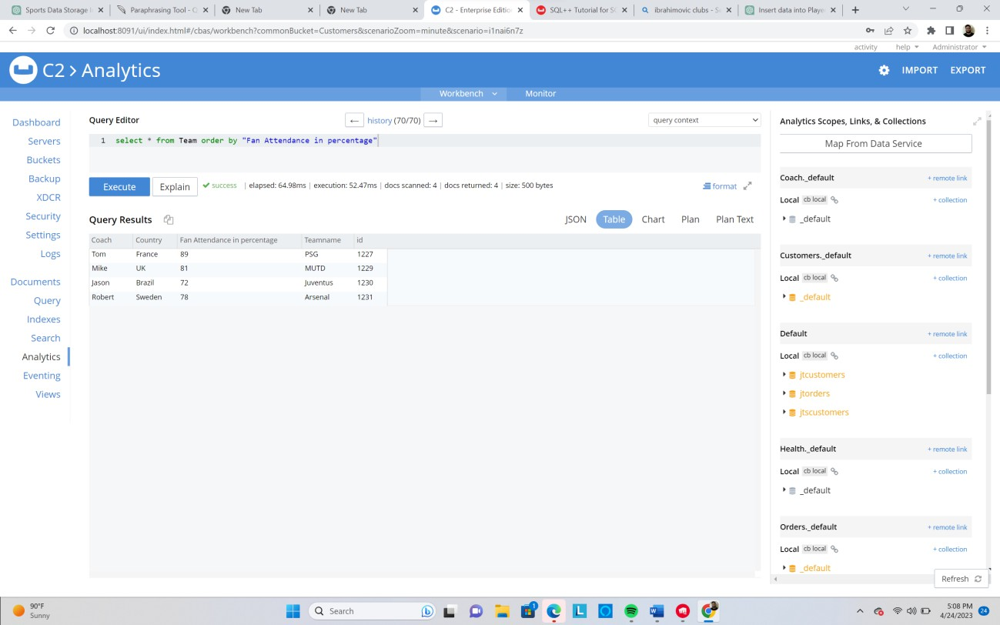 Sports Data Storage
Paraphrasing Tool - Q
New Tab
New Tab
C2 - Enterprise Editio
SQL++ Tutorial for S
ibrahimovic clubs - S
Insert data into Playe
localhost:8091/ui/index.html#/cbas/workbench?commonBucket=Customers&scenarioZoom=minute&scenario=i1nai6n7z
activity help Administrator
C2 > Analytics
IMPORT EXPORT
Workbench Monitor
Dashboard
Servers
Buckets
Backup
XDCR
Security
Settings
Logs
Documents
Query
Indexes
Search
Analytics
Eventing
Views
Query Editor
← history (70/70) →
query context
1 select * from Team order by "Fan Attendance in percentage"
Execute Explain success | elapsed: 64.98ms | execution: 52.47ms | docs scanned: 4 | docs returned: 4 | size: 500 bytes
format
Query Results
JSON Table Chart Plan Plan Text
Coach Country Fan Attendance in percentage Teamname id
Tom France 89 PSG 1227
Mike UK 81 MUTD 1229
Jason Brazil 72 Juventus 1230
Robert Sweden 78 Arsenal 1231
Analytics Scopes, Links, & Collections
Map From Data Service
Coach._default + remote link
Local cb local + collection
_default
Customers._default + remote link
Local cb local + collection
_default
Default + remote link
Local cb local + collection
jtcustomers
jtorders
jtscustomers
Health._default + remote link
Local cb local + collection
_default
Orders._default + remote link
Local cb local + collection
_default
Refresh
90°F
Sunny
Search
1
L
5:08 PM
4/24/2023
24